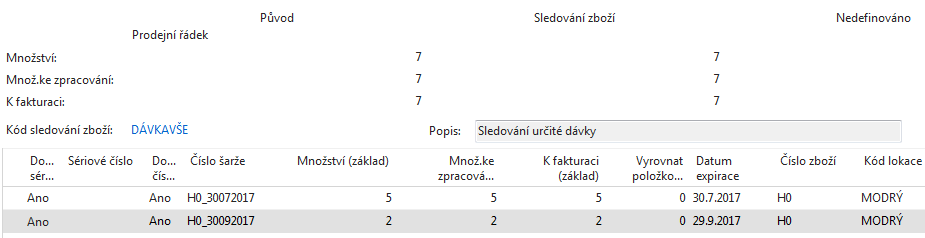 Původ Sledování zboží Nedefinováno
Prodejní řádek
Množství: 7 7
Množ.ke zpracování: 7 7
K fakturaci: 7 7
Kód sledování zboží: DÁVKAVŠE Popis: Sledování určité dávky
Do... Sériové číslo Do... Číslo šarže Množství (základ) Množ.ke K fakturaci Vyrovnat Datum Číslo zboží Kód lokace
sér... čís... zpracová... (základ) položko... expirace
Ano Ano H0_30072017 5 5 5 0 30.7.2017 H0 MODRÝ
Ano Ano H0_30092017 2 2 2 0 29.9.2017 H0 MODRÝ